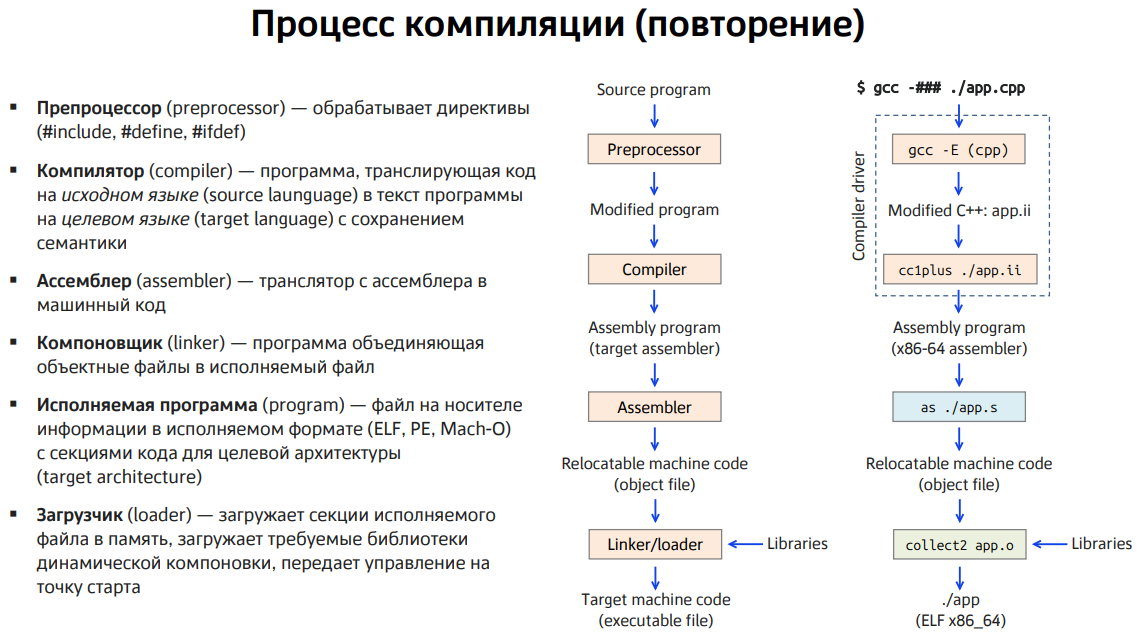 Процесс компиляции (повторение)
▪ Препроцессор (preprocessor) — обрабатывает директивы
(#include, #define, #ifdef)
▪ Компилятор (compiler) — программа, транслирующая код
на исходном языке (source launguage) в текст программы
на целевом языке (target language) с сохранением
семантики
▪ Ассемблер (assembler) — транслятор с ассемблера в
машинный код
▪ Компоновщик (linker) — программа объединяющая
объектные файлы в исполняемый файл
▪ Исполняемая программа (program) — файл на носителе
информации в исполняемом формате (ELF, PE, Mach-O)
с секциями кода для целевой архитектуры
(target architecture)
▪ Загрузчик (loader) — загружает секции исполняемого
файла в память, загружает требуемые библиотеки
динамической компоновки, передает управление на
точку старта
Source program
Preprocessor
Modified program
Compiler
Assembly program
(target assembler)
Assembler
Relocatable machine code
(object file)
Linker/loader
Libraries
Target machine code
(executable file)
$ gcc -### ./app.cpp
Compiler driver
gcc -E (cpp)
Modified C++: app.ii
cc1plus ./app.ii
Assembly program
(x86-64 assembler)
as ./app.s
Relocatable machine code
(object file)
collect2 app.o
Libraries
./app
(ELF x86_64)